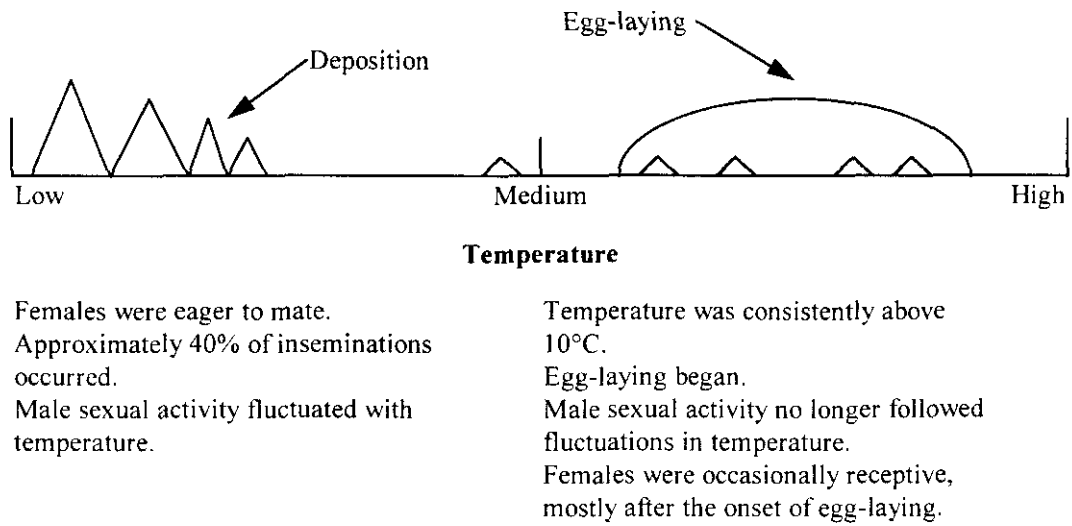 Egg-laying
Deposition
Low
Medium
High
Temperature
Females were eager to mate.
Approximately 40% of inseminations
occurred.
Male sexual activity fluctuated with
temperature.
Temperature was consistently above
10°C.
Egg-laying began.
Male sexual activity no longer followed
fluctuations in temperature.
Females were occasionally receptive,
mostly after the onset of egg-laying.